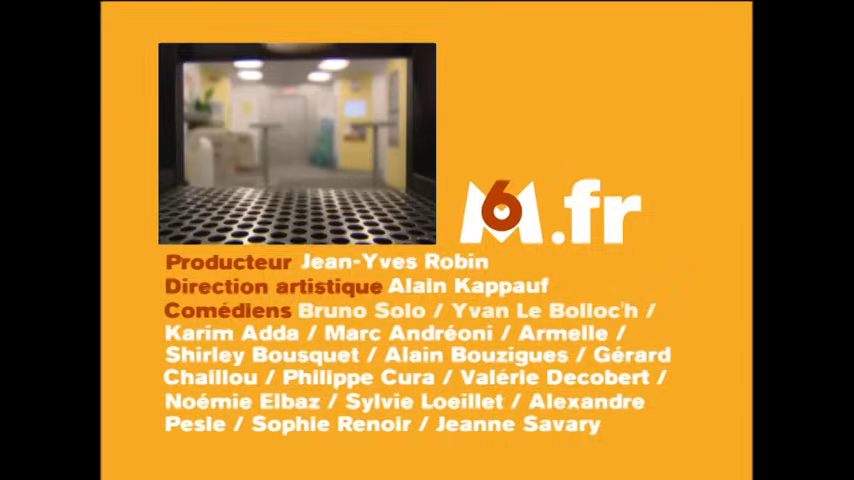 M6.fr
Producteur Jean-Yves Robin
Direction artistique Alain Kappauf
Comédiens Bruno Solo / Yvan Le Bolloc'h /
Karim Adda / Marc Andréoni / Armelle /
Shirley Bousquet / Alain Bouzigues / Gérard
Chaillou / Philippe Cura / Valérie Decobert /
Noémie Elbaz / Sylvie Loeillet / Alexandre
Pesle / Sophie Renoir / Jeanne Savary